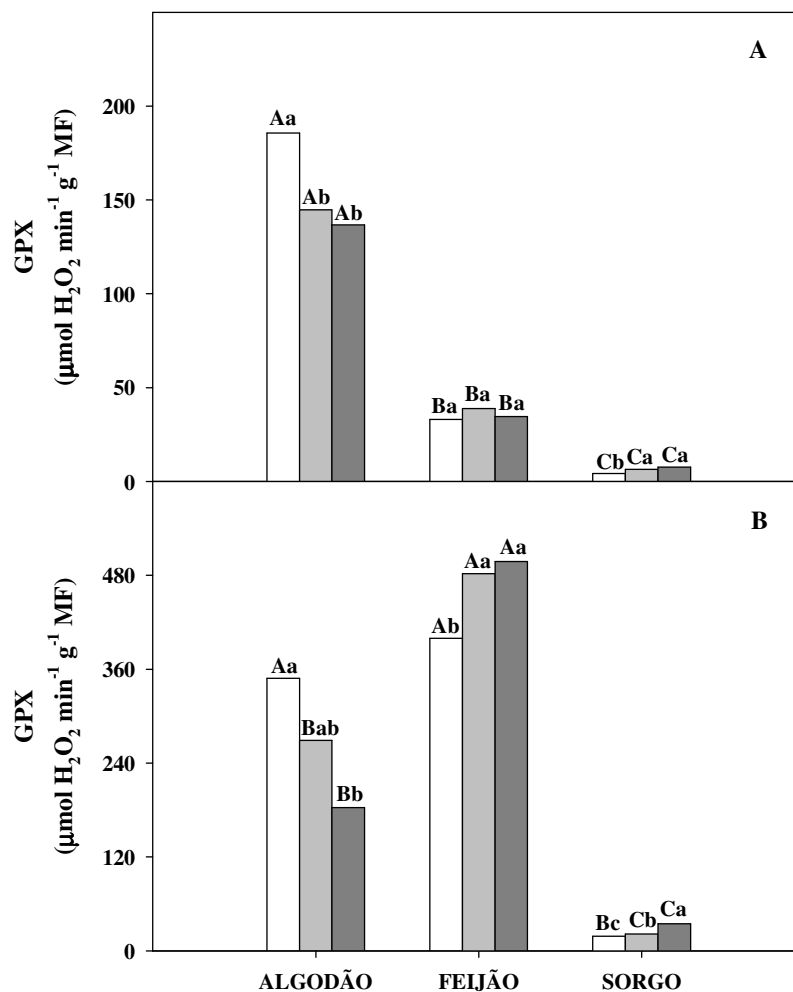 A
200
150
100
50
0
GPX
(μmol H₂O₂ min⁻¹ g⁻¹ MF)
Aa
Ab
Ab
Ba
Ba
Ba
Cb
Ca
Ca
B
480
360
240
120
0
GPX
(μmol H₂O₂ min⁻¹ g⁻¹ MF)
Aa
Bab
Bb
Ab
Aa
Aa
Bc
Cb
Ca
ALGODÃO FEIJÃO SORGO